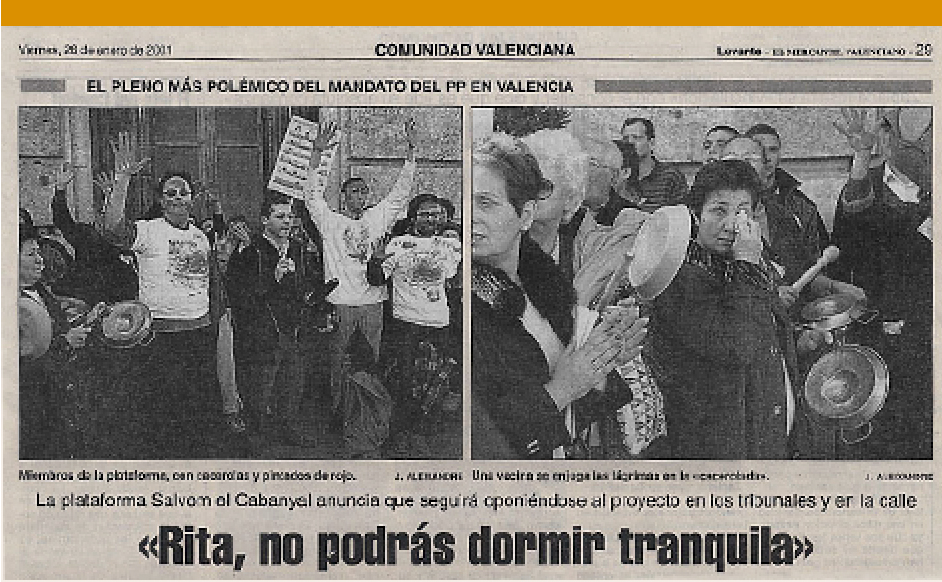 Viernes, 26 de enero de 2001
COMUNIDAD VALENCIANA
Levante - EL MERCANTIL VALENCIANO - 29
EL PLENO MÁS POLÉMICO DEL MANDATO DEL PP EN VALENCIA
Miembros de la plataforma, con cacerolas y pintados de rojo.
J. ALEIXANDRE
Una vecina se enjuga las lágrimas en la «cacerolada».
J. ALEIXANDRE
La plataforma Salvem el Cabanyal anuncia que seguirá oponiéndose al proyecto en los tribunales y en la calle
«Rita, no podrás dormir tranquila»